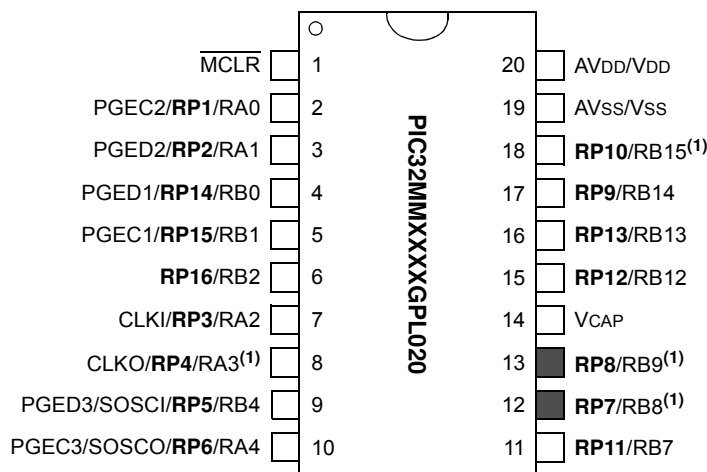 MCLR 1
PGEC2/RP1/RA0 2
PGED2/RP2/RA1 3
PGED1/RP14/RB0 4
PGEC1/RP15/RB1 5
RP16/RB2 6
CLKI/RP3/RA2 7
CLKO/RP4/RA3(1) 8
PGED3/SOSCI/RP5/RB4 9
PGEC3/SOSCO/RP6/RA4 10
PIC32MMXXXXGPL020
20 AVDD/VDD
19 AVSS/VSS
18 RP10/RB15(1)
17 RP9/RB14
16 RP13/RB13
15 RP12/RB12
14 VCAP
13 RP8/RB9(1)
12 RP7/RB8(1)
11 RP11/RB7